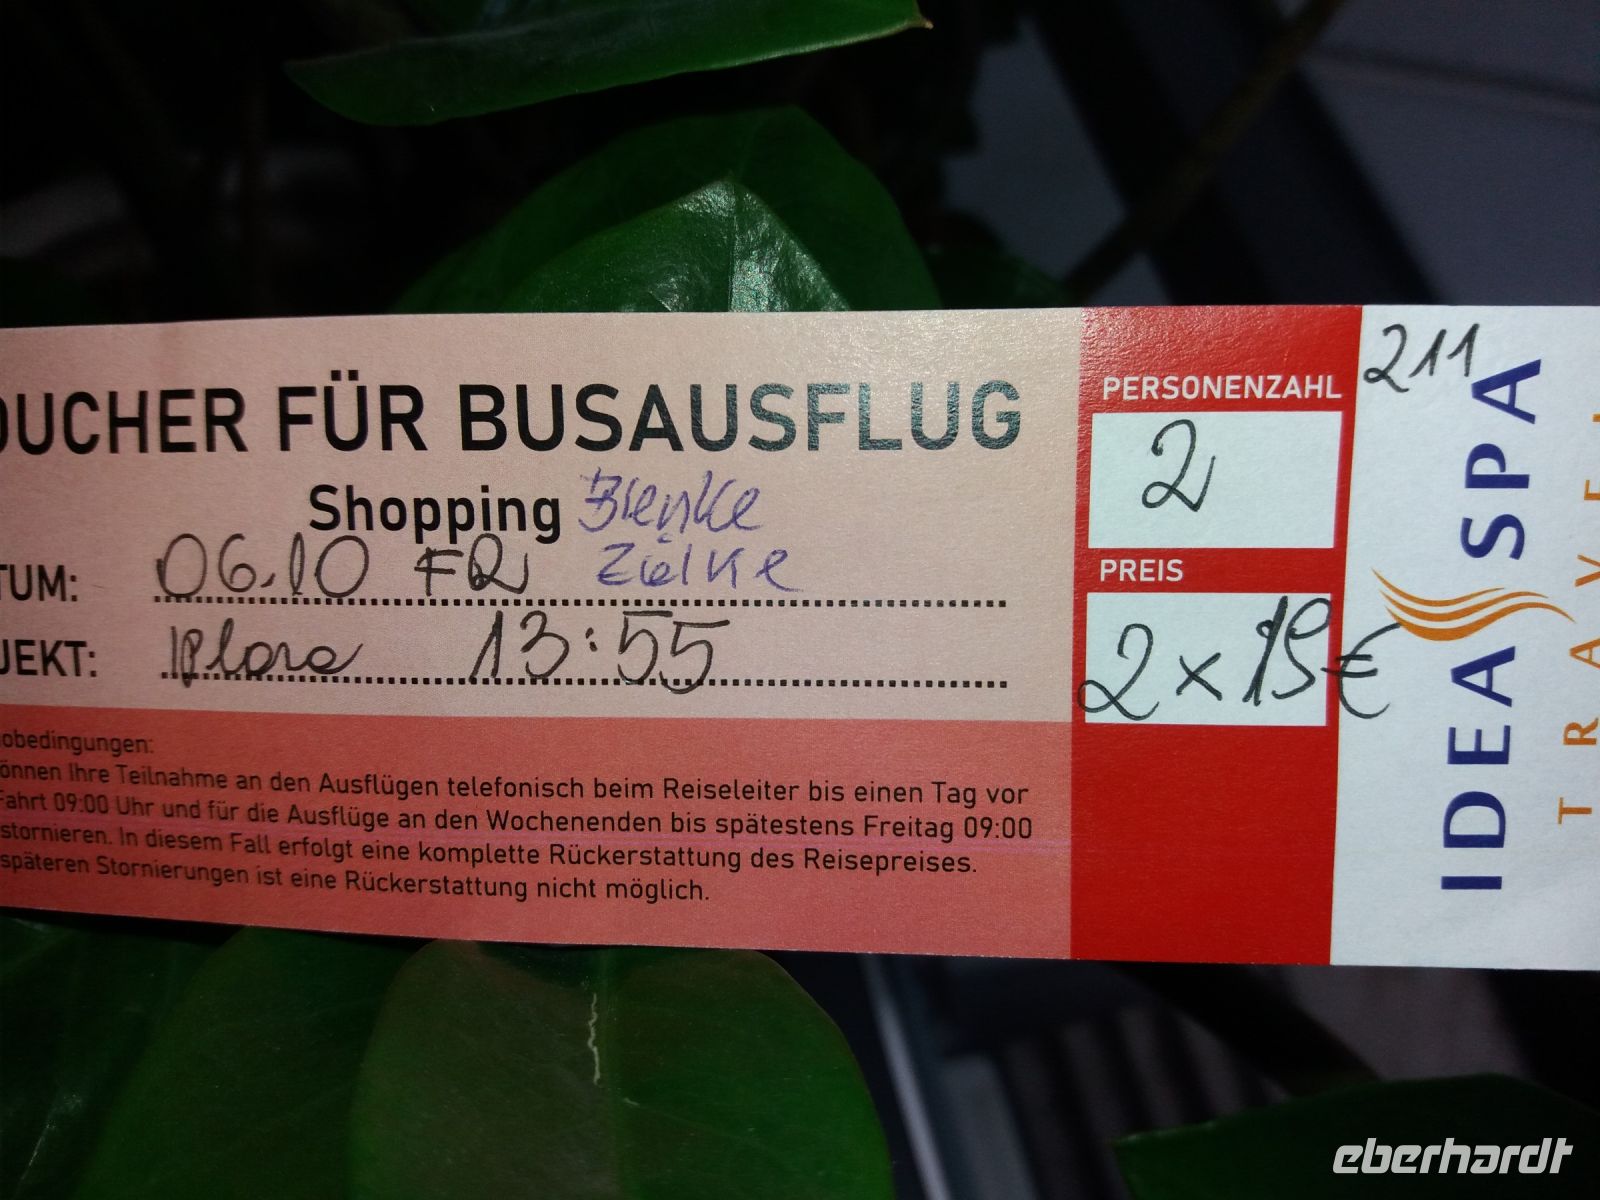 OUCHER FÜR BUSAUSFLUG
Shopping
Zielke
TUM: 06.10 FR
JEKT: 13:55
obedingungen:
önnen Ihre Teilnahme an den Ausflügen telefonisch beim Reiseleiter bis einen Tag vor
Fahrt 09:00 Uhr und für die Ausflüge an den Wochenenden bis spätestens Freitag 09:00
stornieren. In diesem Fall erfolgt eine komplette Rückerstattung des Reisepreises.
späteren Stornierungen ist eine Rückerstattung nicht möglich.
PERSONENZAHL
2
PREIS
2 x 19€
211
IDEA SPA
TRAVEL
eberhardt